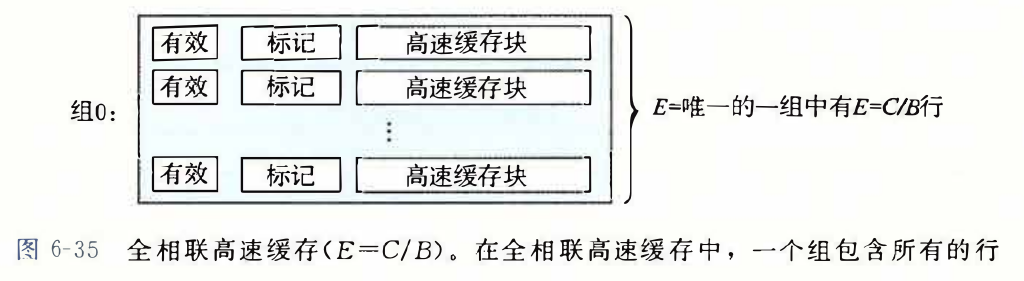 有效 标记 高速缓存块
有效 标记 高速缓存块
组0:
⋮
E=唯一的一组中有E=C/B行
有效 标记 高速缓存块
图 6-35 全相联高速缓存(E=C/B)。在全相联高速缓存中，一个组包含所有的行